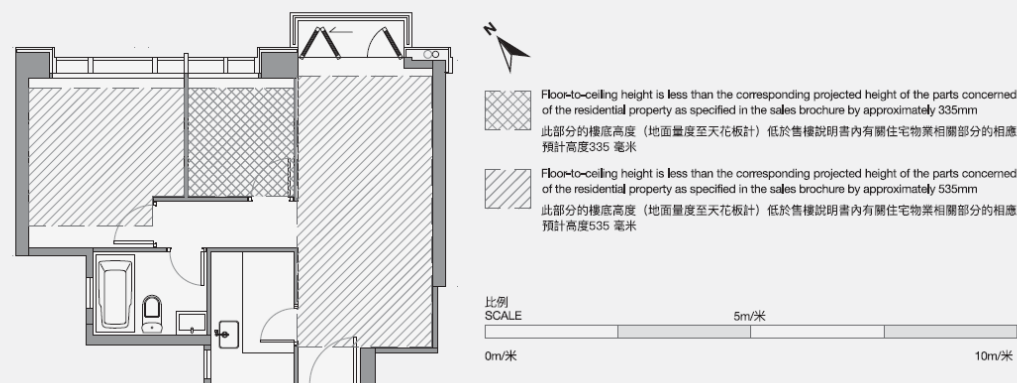 N
Floor-to-ceiling height is less than the corresponding projected height of the parts concerned
of the residential property as specified in the sales brochure by approximately 335mm
此部分的樓底高度（地面量度至天花板計）低於售樓說明書內有關住宅物業相關部分的相應
預計高度335 毫米
Floor-to-ceiling height is less than the corresponding projected height of the parts concerned
of the residential property as specified in the sales brochure by approximately 535mm
此部分的樓底高度（地面量度至天花板計）低於售樓說明書內有關住宅物業相關部分的相應
預計高度535 毫米
比例
SCALE
5m/米
0m/米
10m/米